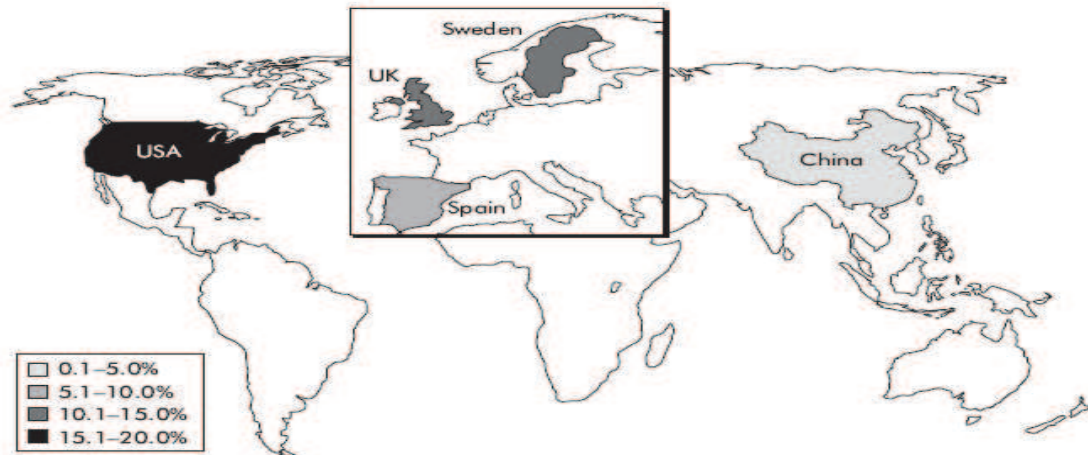 Sweden
UK
USA
China
Spain
0.1–5.0%
5.1–10.0%
10.1–15.0%
15.1–20.0%